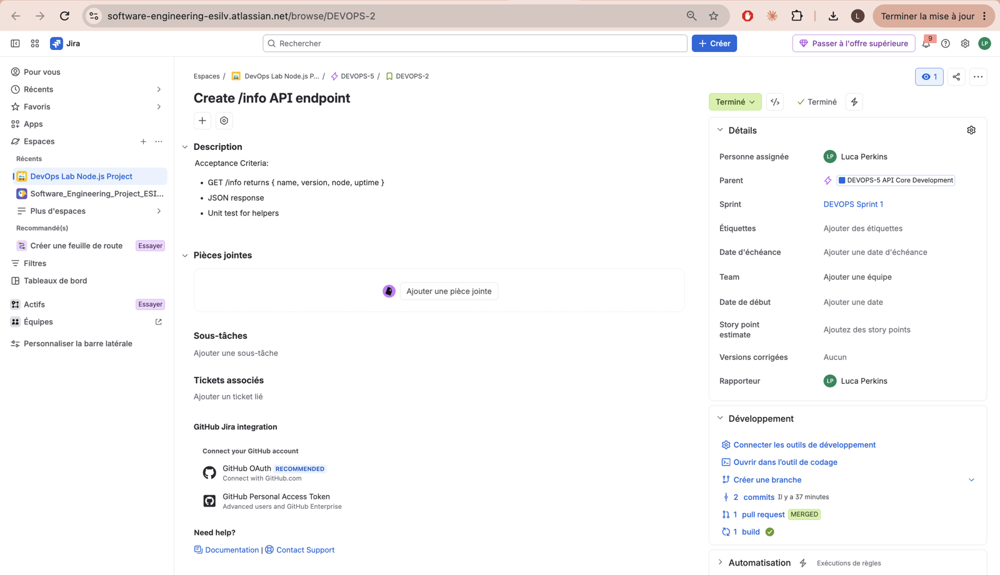 software-engineering-esilv.atlassian.net/browse/DEVOPS-2
L
Terminer la mise à jour
Jira
Rechercher
Créer
Passer à l'offre supérieure
9
LP
Pour vous
Récents
Favoris
Apps
Espaces
Récents
DevOps Lab Node.js Project
Software_Engineering_Project_ESI...
Plus d'espaces
Recommandé(s)
Créer une feuille de route
Essayer
Filtres
Tableaux de bord
Actifs
Essayer
Équipes
Personnaliser la barre latérale
Espaces / DevOps Lab Node.js P... / DEVOPS-5 / DEVOPS-2
Create /info API endpoint
Description
Acceptance Criteria:
• GET /info returns { name, version, node, uptime }
• JSON response
• Unit test for helpers
Pièces jointes
Ajouter une pièce jointe
Sous-tâches
Ajouter une sous-tâche
Tickets associés
Ajouter un ticket lié
GitHub Jira integration
Connect your GitHub account
GitHub OAuth RECOMMENDED
Connect with GitHub.com
GitHub Personal Access Token
Advanced users and GitHub Enterprise
Need help?
Documentation | Contact Support
1
Terminé
Terminé
Détails
Personne assignée
LP Luca Perkins
Parent
DEVOPS-5 API Core Development
Sprint
DEVOPS Sprint 1
Étiquettes
Ajouter des étiquettes
Date d'échéance
Ajouter une date d'échéance
Team
Ajouter une équipe
Date de début
Ajouter une date
Story point
estimate
Ajoutez des story points
Versions corrigées
Aucun
Rapporteur
LP Luca Perkins
Développement
Connecter les outils de développement
Ouvrir dans l'outil de codage
Créer une branche
2 commits Il y a 37 minutes
1 pull request MERGED
1 build
Automatisation
Exécutions de règles